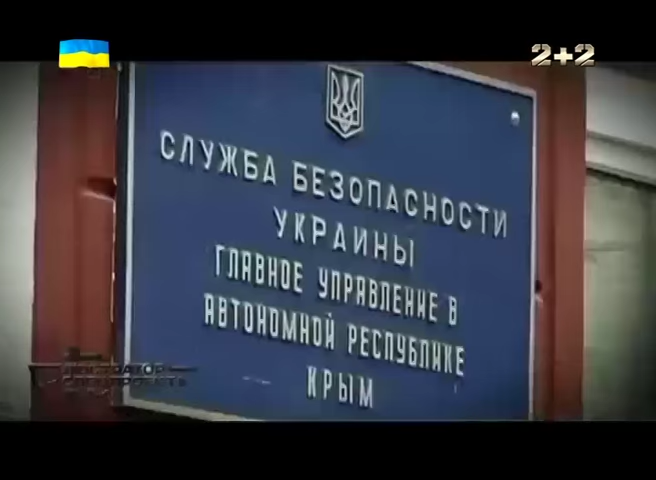 2+2
СЛУЖБА БЕЗОПАСНОСТИ
УКРАИНЫ
ГЛАВНОЕ УПРАВЛЕНИЕ В
АВТОНОМНОЙ РЕСПУБЛИКЕ
КРЫМ